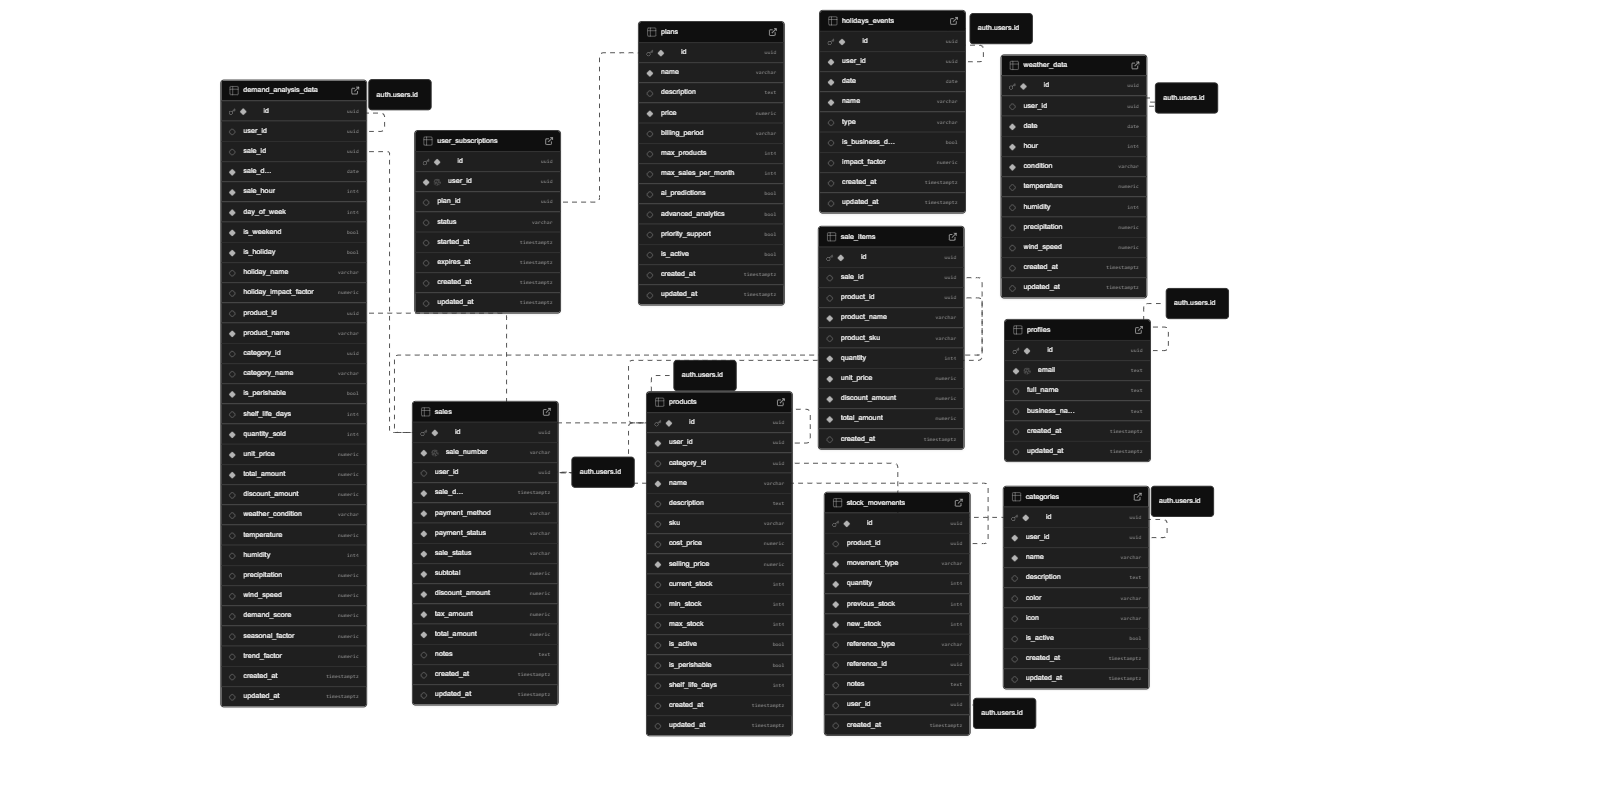 demand_analysis_data
id uuid
user_id uuid
sale_id uuid
sale_d... date
sale_hour int4
day_of_week int4
is_weekend bool
is_holiday bool
holiday_name varchar
holiday_impact_factor numeric
product_id uuid
product_name varchar
category_id uuid
category_name varchar
is_perishable bool
shelf_life_days int4
quantity_sold int4
unit_price numeric
total_amount numeric
discount_amount numeric
weather_condition varchar
temperature numeric
humidity int4
precipitation numeric
wind_speed numeric
demand_score numeric
seasonal_factor numeric
trend_factor numeric
created_at timestamptz
updated_at timestamptz
auth.users.id
user_subscriptions
id uuid
user_id uuid
plan_id uuid
status varchar
started_at timestamptz
expires_at timestamptz
created_at timestamptz
updated_at timestamptz
sales
id uuid
sale_number varchar
user_id uuid
sale_d... timestamptz
payment_method varchar
payment_status varchar
sale_status varchar
subtotal numeric
discount_amount numeric
tax_amount numeric
total_amount numeric
notes text
created_at timestamptz
updated_at timestamptz
auth.users.id
plans
id uuid
name varchar
description text
price numeric
billing_period varchar
max_products int4
max_sales_per_month int4
ai_predictions bool
advanced_analytics bool
priority_support bool
is_active bool
created_at timestamptz
updated_at timestamptz
auth.users.id
products
id uuid
user_id uuid
category_id uuid
name varchar
description text
sku varchar
cost_price numeric
selling_price numeric
current_stock int4
min_stock int4
max_stock int4
is_active bool
is_perishable bool
shelf_life_days int4
created_at timestamptz
updated_at timestamptz
holidays_events
id uuid
user_id uuid
date date
name varchar
type varchar
is_business_d... bool
impact_factor numeric
created_at timestamptz
updated_at timestamptz
auth.users.id
sale_items
id uuid
sale_id uuid
product_id uuid
product_name varchar
product_sku varchar
quantity int4
unit_price numeric
discount_amount numeric
total_amount numeric
created_at timestamptz
stock_movements
id uuid
product_id uuid
movement_type varchar
quantity int4
previous_stock int4
new_stock int4
reference_type varchar
reference_id uuid
notes text
user_id uuid
created_at timestamptz
auth.users.id
weather_data
id uuid
user_id uuid
date date
hour int4
condition varchar
temperature numeric
humidity int4
precipitation numeric
wind_speed numeric
created_at timestamptz
updated_at timestamptz
auth.users.id
auth.users.id
profiles
id uuid
email text
full_name text
business_na... text
created_at timestamptz
updated_at timestamptz
categories
id uuid
user_id uuid
name varchar
description text
color varchar
icon varchar
is_active bool
created_at timestamptz
updated_at timestamptz
auth.users.id